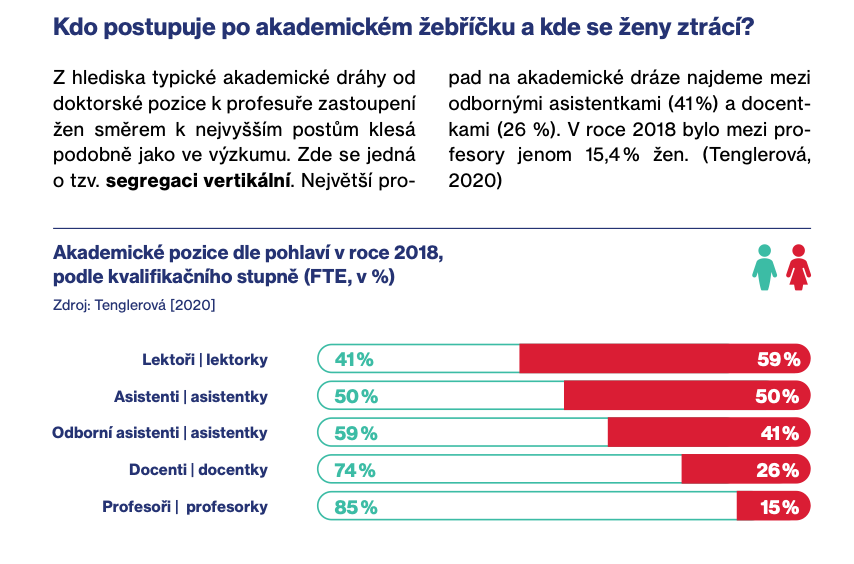 Kdo postupuje po akademickém žebříčku a kde se ženy ztrácí?
Z hlediska typické akademické dráhy od
doktorské pozice k profesuře zastoupení
žen směrem k nejvyšším postům klesá
podobně jako ve výzkumu. Zde se jedná
o tzv. segregaci vertikální. Největší pro-
pad na akademické dráze najdeme mezi
odbornými asistentkami (41%) a docent-
kami (26 %). V roce 2018 bylo mezi pro-
fesory jenom 15,4% žen. (Tenglerová,
2020)
Akademické pozice dle pohlaví v roce 2018,
podle kvalifikačního stupně (FTE, v %)
Zdroj: Tenglerová [2020]
Lektoři | lektorky 41% 59%
Asistenti | asistentky 50% 50%
Odborní asistenti | asistentky 59% 41%
Docenti | docentky 74% 26%
Profesoři | profesorky 85% 15%